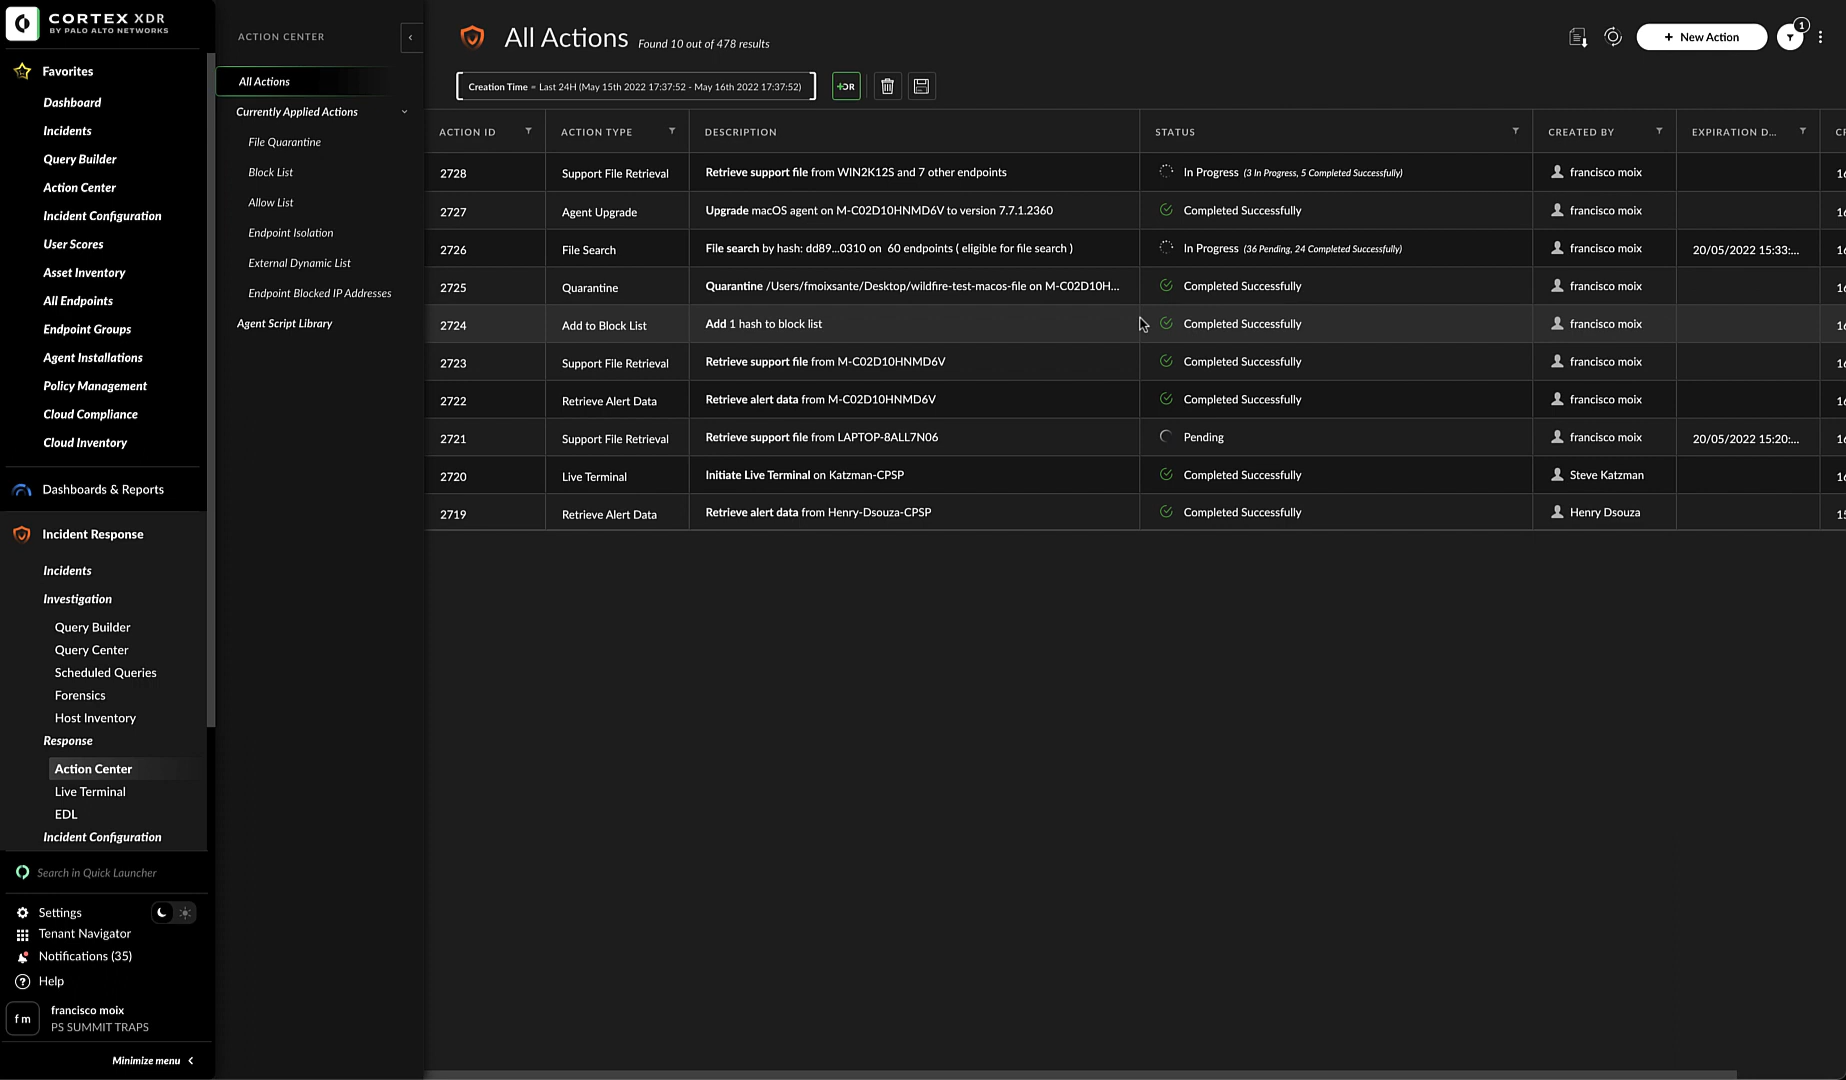 CORTEX XDR
BY PALO ALTO NETWORKS
Favorites
Dashboard
Incidents
Query Builder
Action Center
Incident Configuration
User Scores
Asset Inventory
All Endpoints
Endpoint Groups
Agent Installations
Policy Management
Cloud Compliance
Cloud Inventory
Dashboards & Reports
Incident Response
Incidents
Investigation
Query Builder
Query Center
Scheduled Queries
Forensics
Host Inventory
Response
Action Center
Live Terminal
EDL
Incident Configuration
Search in Quick Launcher
Settings
Tenant Navigator
Notifications (35)
Help
f m
francisco moix
PS SUMMIT TRAPS
Minimize menu
ACTION CENTER
All Actions
Currently Applied Actions
File Quarantine
Block List
Allow List
Endpoint Isolation
External Dynamic List
Endpoint Blocked IP Addresses
Agent Script Library
All Actions Found 10 out of 478 results
+ New Action 1
Creation Time = Last 24H (May 15th 2022 17:37:52 - May 16th 2022 17:37:52) +OR
ACTION ID ACTION TYPE DESCRIPTION STATUS CREATED BY EXPIRATION D...
2728 Support File Retrieval Retrieve support file from WIN2K12S and 7 other endpoints In Progress (3 In Progress, 5 Completed Successfully) francisco moix
2727 Agent Upgrade Upgrade macOS agent on M-C02D10HNMD6V to version 7.7.1.2360 Completed Successfully francisco moix
2726 File Search File search by hash: dd89...0310 on 60 endpoints ( eligible for file search ) In Progress (36 Pending, 24 Completed Successfully) francisco moix 20/05/2022 15:33:...
2725 Quarantine Quarantine /Users/fmoixsante/Desktop/wildfire-test-macos-file on M-C02D10H... Completed Successfully francisco moix
2724 Add to Block List Add 1 hash to block list Completed Successfully francisco moix
2723 Support File Retrieval Retrieve support file from M-C02D10HNMD6V Completed Successfully francisco moix
2722 Retrieve Alert Data Retrieve alert data from M-C02D10HNMD6V Completed Successfully francisco moix
2721 Support File Retrieval Retrieve support file from LAPTOP-8ALL7N06 Pending francisco moix 20/05/2022 15:20:...
2720 Live Terminal Initiate Live Terminal on Katzman-CPSP Completed Successfully Steve Katzman
2719 Retrieve Alert Data Retrieve alert data from Henry-Dsouza-CPSP Completed Successfully Henry Dsouza